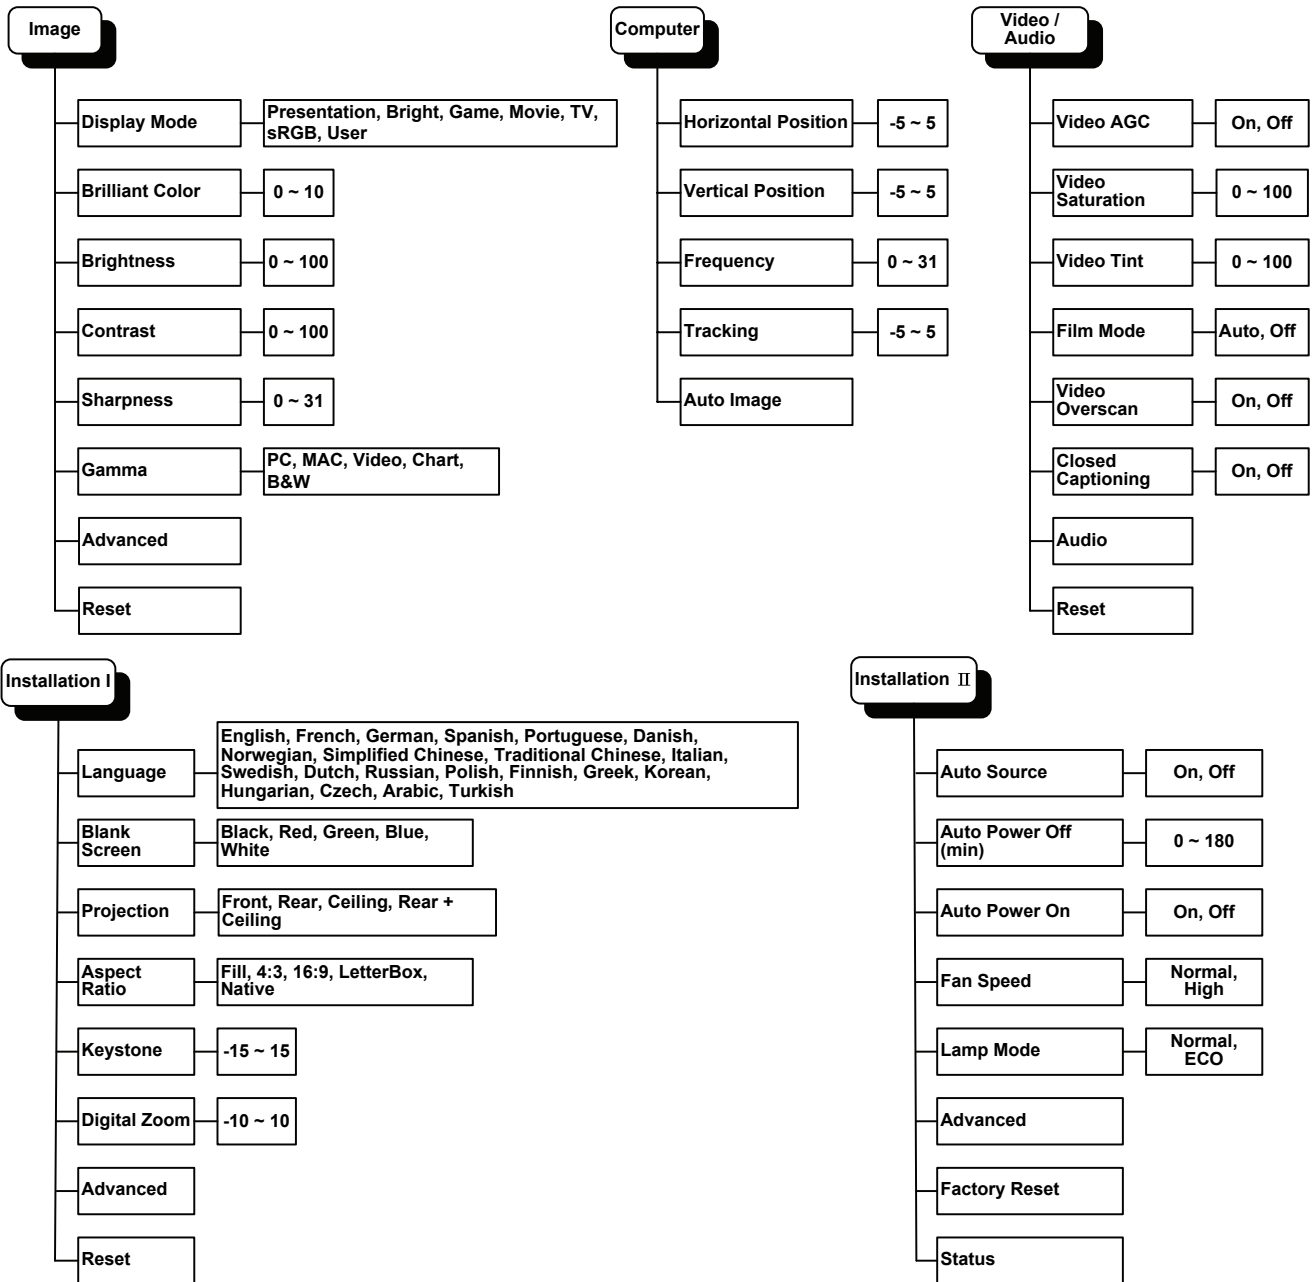 Image
Display Mode
Presentation, Bright, Game, Movie, TV,
sRGB, User
Brilliant Color
0 ~ 10
Brightness
0 ~ 100
Contrast
0 ~ 100
Sharpness
0 ~ 31
Gamma
PC, MAC, Video, Chart,
B&W
Advanced
Reset
Computer
Horizontal Position
-5 ~ 5
Vertical Position
-5 ~ 5
Frequency
0 ~ 31
Tracking
-5 ~ 5
Auto Image
Video /
Audio
Video AGC
On, Off
Video
Saturation
0 ~ 100
Video Tint
0 ~ 100
Film Mode
Auto, Off
Video
Overscan
On, Off
Closed
Captioning
On, Off
Audio
Reset
Installation I
Language
English, French, German, Spanish, Portuguese, Danish,
Norwegian, Simplified Chinese, Traditional Chinese, Italian,
Swedish, Dutch, Russian, Polish, Finnish, Greek, Korean,
Hungarian, Czech, Arabic, Turkish
Blank
Screen
Black, Red, Green, Blue,
White
Projection
Front, Rear, Ceiling, Rear +
Ceiling
Aspect
Ratio
Fill, 4:3, 16:9, LetterBox,
Native
Keystone
-15 ~ 15
Digital Zoom
-10 ~ 10
Advanced
Reset
Installation Ⅱ
Auto Source
On, Off
Auto Power Off
(min)
0 ~ 180
Auto Power On
On, Off
Fan Speed
Normal,
High
Lamp Mode
Normal,
ECO
Advanced
Factory Reset
Status